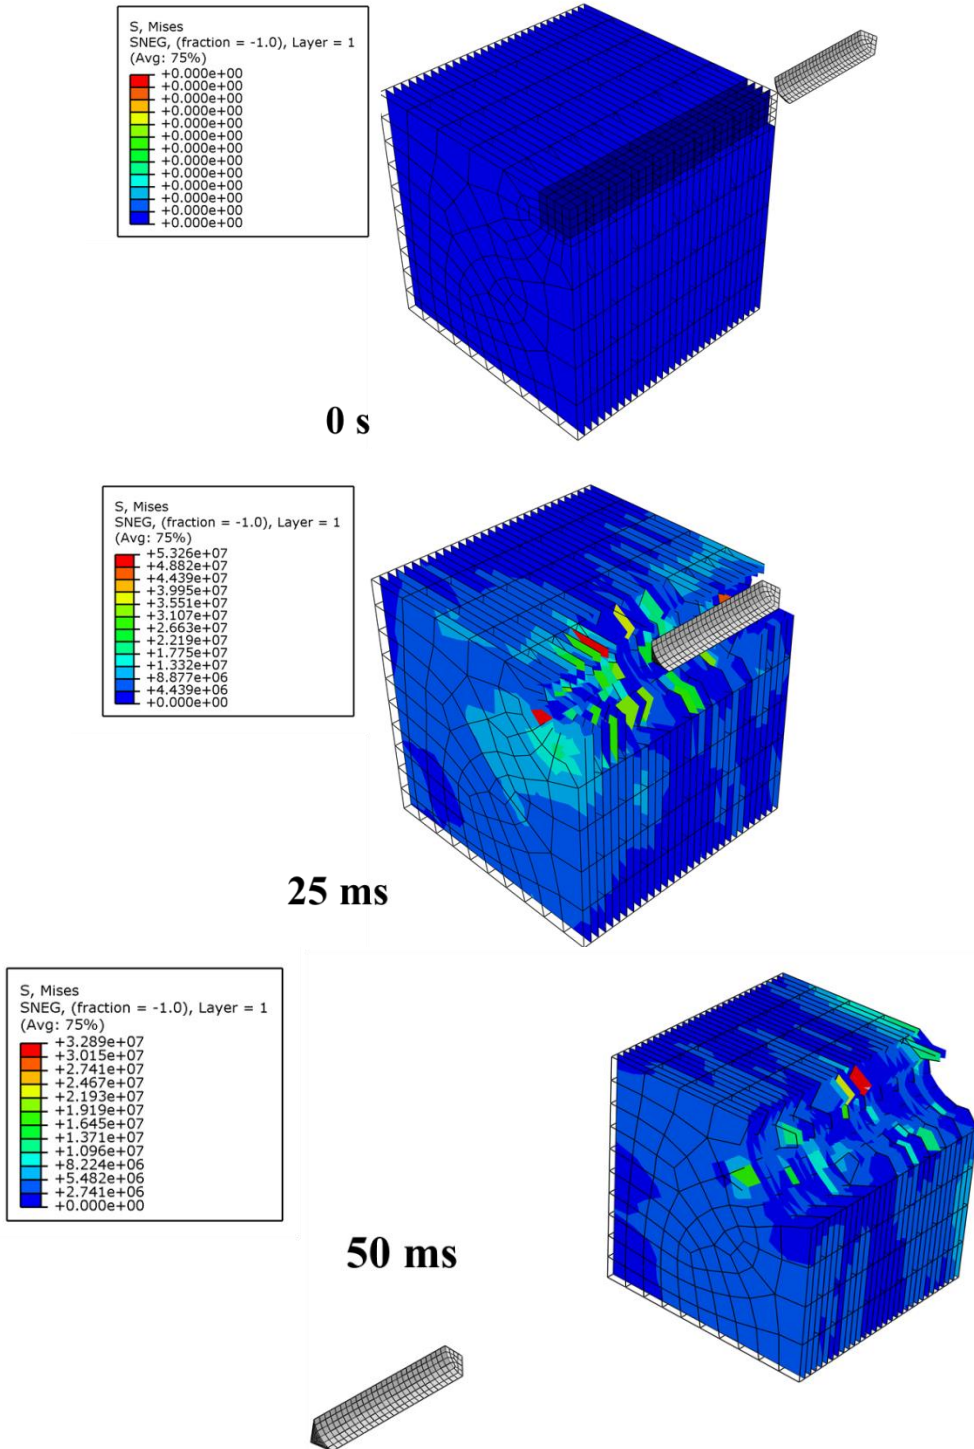 S, Mises
SNEG, (fraction = -1.0), Layer = 1
(Avg: 75%)
+0.000e+00
+0.000e+00
+0.000e+00
+0.000e+00
+0.000e+00
+0.000e+00
+0.000e+00
+0.000e+00
+0.000e+00
+0.000e+00
+0.000e+00
+0.000e+00
+0.000e+00
0 s
S, Mises
SNEG, (fraction = -1.0), Layer = 1
(Avg: 75%)
+5.326e+07
+4.882e+07
+4.439e+07
+3.995e+07
+3.551e+07
+3.107e+07
+2.663e+07
+2.219e+07
+1.775e+07
+1.332e+07
+8.877e+06
+4.439e+06
+0.000e+00
25 ms
S, Mises
SNEG, (fraction = -1.0), Layer = 1
(Avg: 75%)
+3.289e+07
+3.015e+07
+2.741e+07
+2.467e+07
+2.193e+07
+1.919e+07
+1.645e+07
+1.371e+07
+1.096e+07
+8.224e+06
+5.482e+06
+2.741e+06
+0.000e+00
50 ms